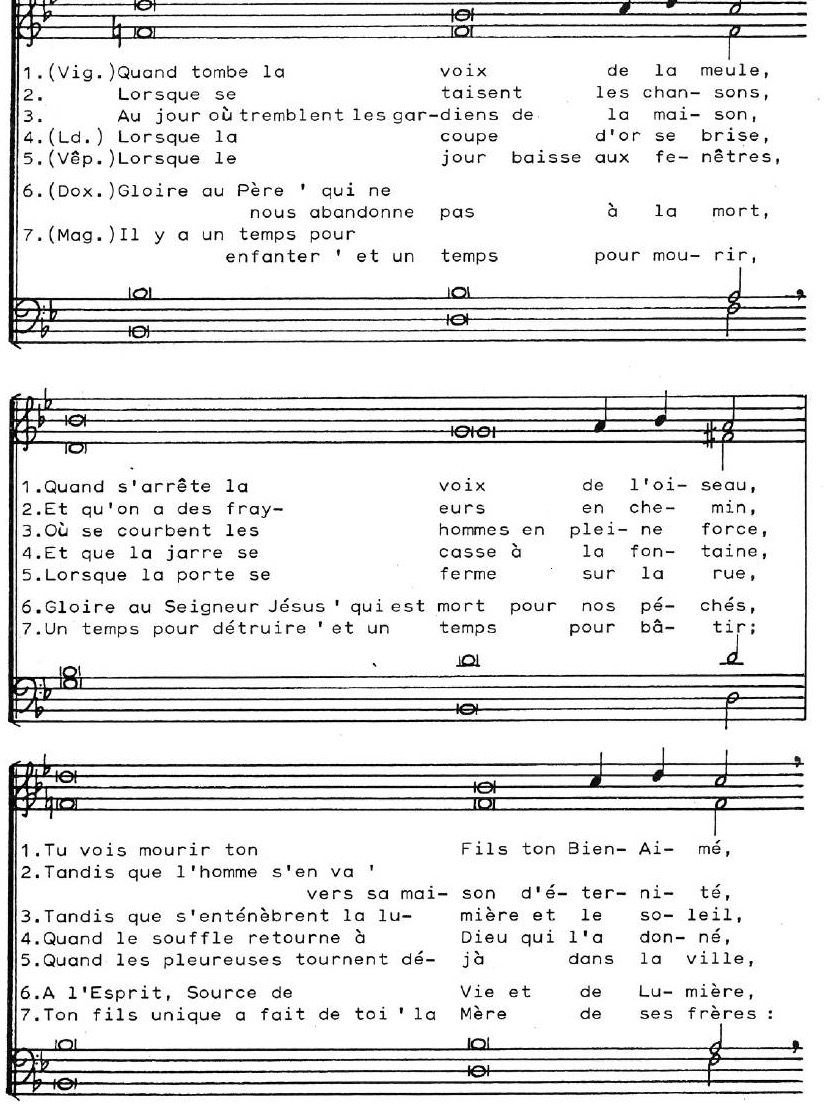 1.(Vig.)Quand tombe la voix de la meule,
2. Lorsque se taisent les chan- sons,
3. Au jour où tremblent les gar-diens de la mai- son,
4.(Ld.) Lorsque la coupe d'or se brise,
5.(Vêp.)Lorsque le jour baisse aux fe- nêtres,
6.(Dox.)Gloire au Père ' qui ne
nous abandonne pas à la mort,
7.(Mag.)Il y a un temps pour
enfanter ' et un temps pour mou- rir,
1.Quand s'arrête la voix de l'oi- seau,
2.Et qu'on a des fray- eurs en che- min,
3.Où se courbent les hommes en plei- ne force,
4.Et que la jarre se casse à la fon- taine,
5.Lorsque la porte se ferme sur la rue,
6.Gloire au Seigneur Jésus ' qui est mort pour nos pé- chés,
7.Un temps pour détruire ' et un temps pour bâ- tir;
1.Tu vois mourir ton Fils ton Bien- Ai- mé,
2.Tandis que l'homme s'en va '
vers sa mai- son d'é- ter- ni- té,
3.Tandis que s'enténèbrent la lu- mière et le so- leil,
4.Quand le souffle retourne à Dieu qui l'a don- né,
5.Quand les pleureuses tournent dé- jà dans la ville,
6.A l'Esprit, Source de Vie et de Lu- mière,
7.Ton fils unique a fait de toi ' la Mère de ses frères :